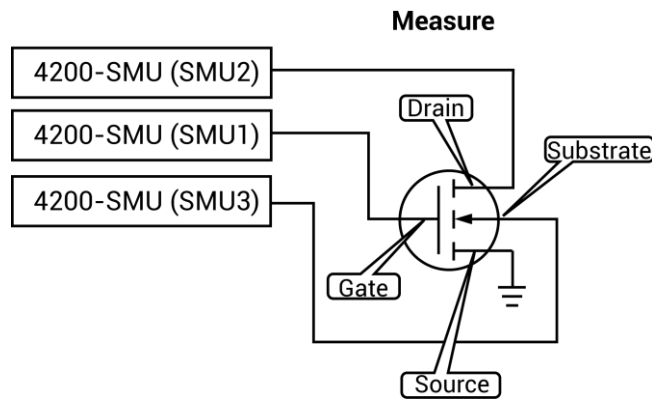 Measure
4200-SMU (SMU2)
4200-SMU (SMU1)
4200-SMU (SMU3)
Drain
Substrate
Gate
Source